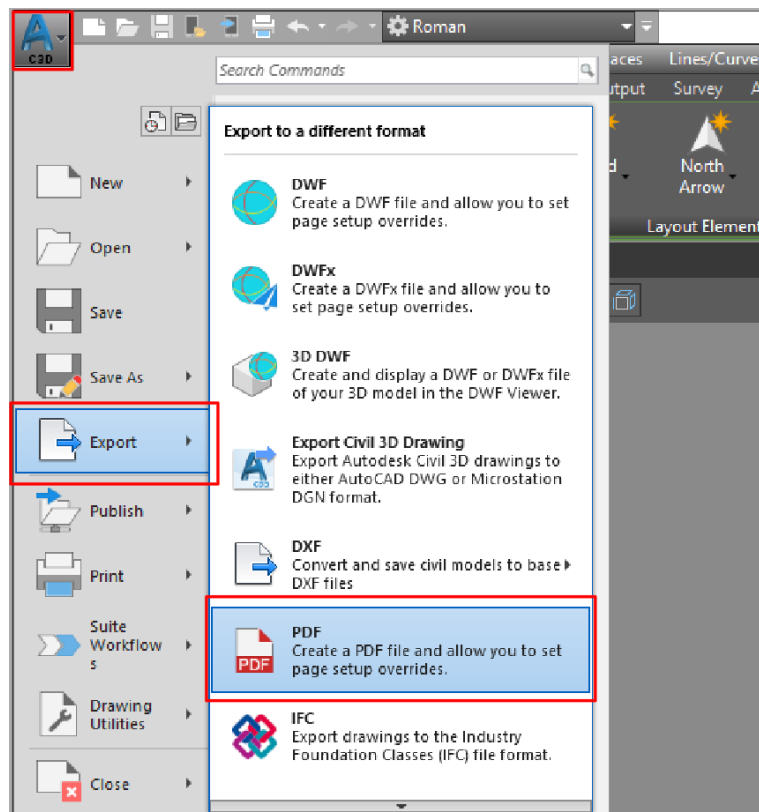 C3D
Roman
Search Commands
aces
Lines/Curve
utput
Survey
A
d
North
Arrow
Layout Element
Export to a different format
New
Open
Save
Save As
Export
Publish
Print
Suite
Workflow
s
Drawing
Utilities
Close
DWF
Create a DWF file and allow you to set
page setup overrides.
DWFx
Create a DWFx file and allow you to
set page setup overrides.
3D DWF
Create and display a DWF or DWFx file
of your 3D model in the DWF Viewer.
Export Civil 3D Drawing
Export Autodesk Civil 3D drawings to
either AutoCAD DWG or Microstation
DGN format.
DXF
Convert and save civil models to base
DXF files
PDF
PDF
Create a PDF file and allow you to set
page setup overrides.
IFC
Export drawings to the Industry
Foundation Classes (IFC) file format.